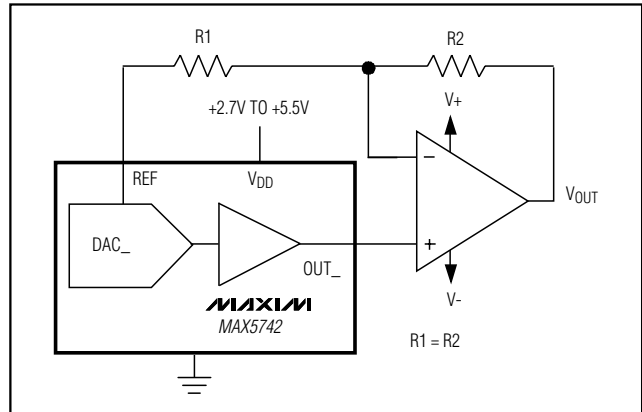 R1
R2
+2.7V TO +5.5V
V+
REF
VDD
−
VOUT
DAC_
+
OUT_
MAXIM
MAX5742
V-
R1 = R2